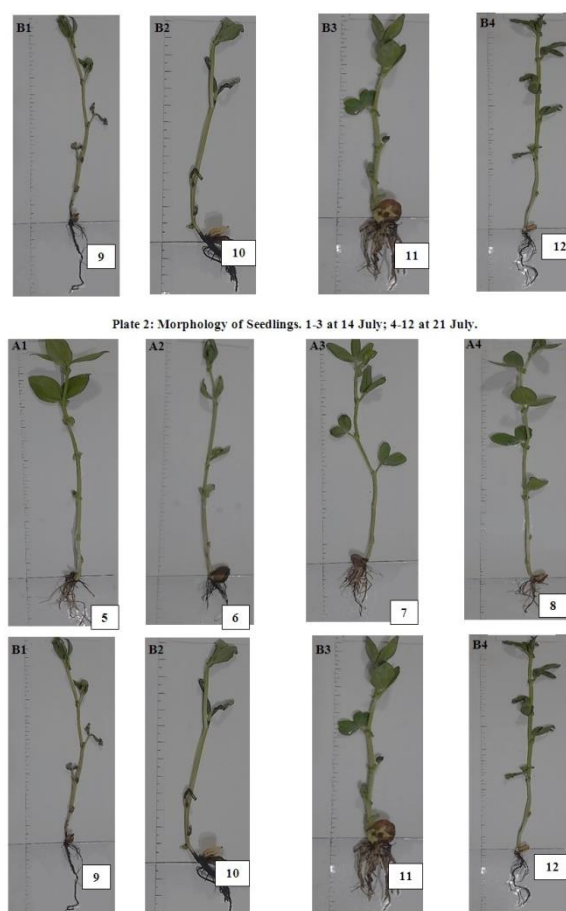 B1 B2 B3 B4
9 10 11 12
Plate 2: Morphology of Seedlings. 1-3 at 14 July; 4-12 at 21 July.
A1 A2 A3 A4
5 6 7 8
B1 B2 B3 B4
9 10 11 12